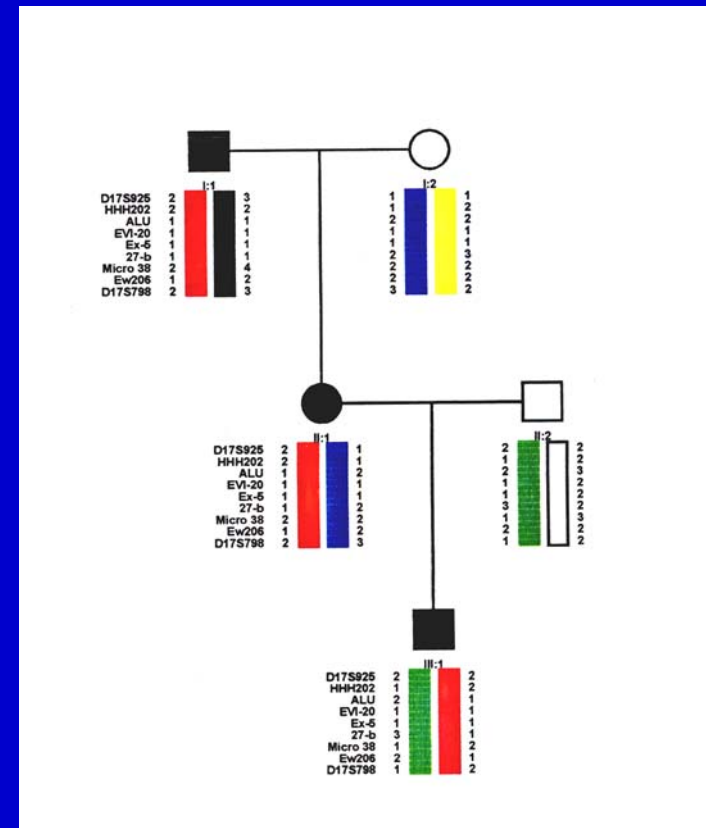 I:1 I:2
D17S925 2 3 1 1
HHH202 2 2 1 2
ALU 1 1 2 2
EVI-20 1 1 1 1
Ex-5 1 1 1 1
27-b 1 1 2 3
Micro 38 2 4 2 2
Ew206 1 2 2 2
D17S798 2 3 3 2
II:1 II:2
D17S925 2 1 2 2
HHH202 2 1 1 2
ALU 1 2 2 3
EVI-20 1 1 1 2
Ex-5 1 1 1 2
27-b 1 2 3 2
Micro 38 2 2 1 3
Ew206 1 2 2 2
D17S798 2 3 1 2
III:1
D17S925 2 2
HHH202 1 2
ALU 2 1
EVI-20 1 1
Ex-5 1 1
27-b 3 1
Micro 38 1 2
Ew206 2 1
D17S798 1 2